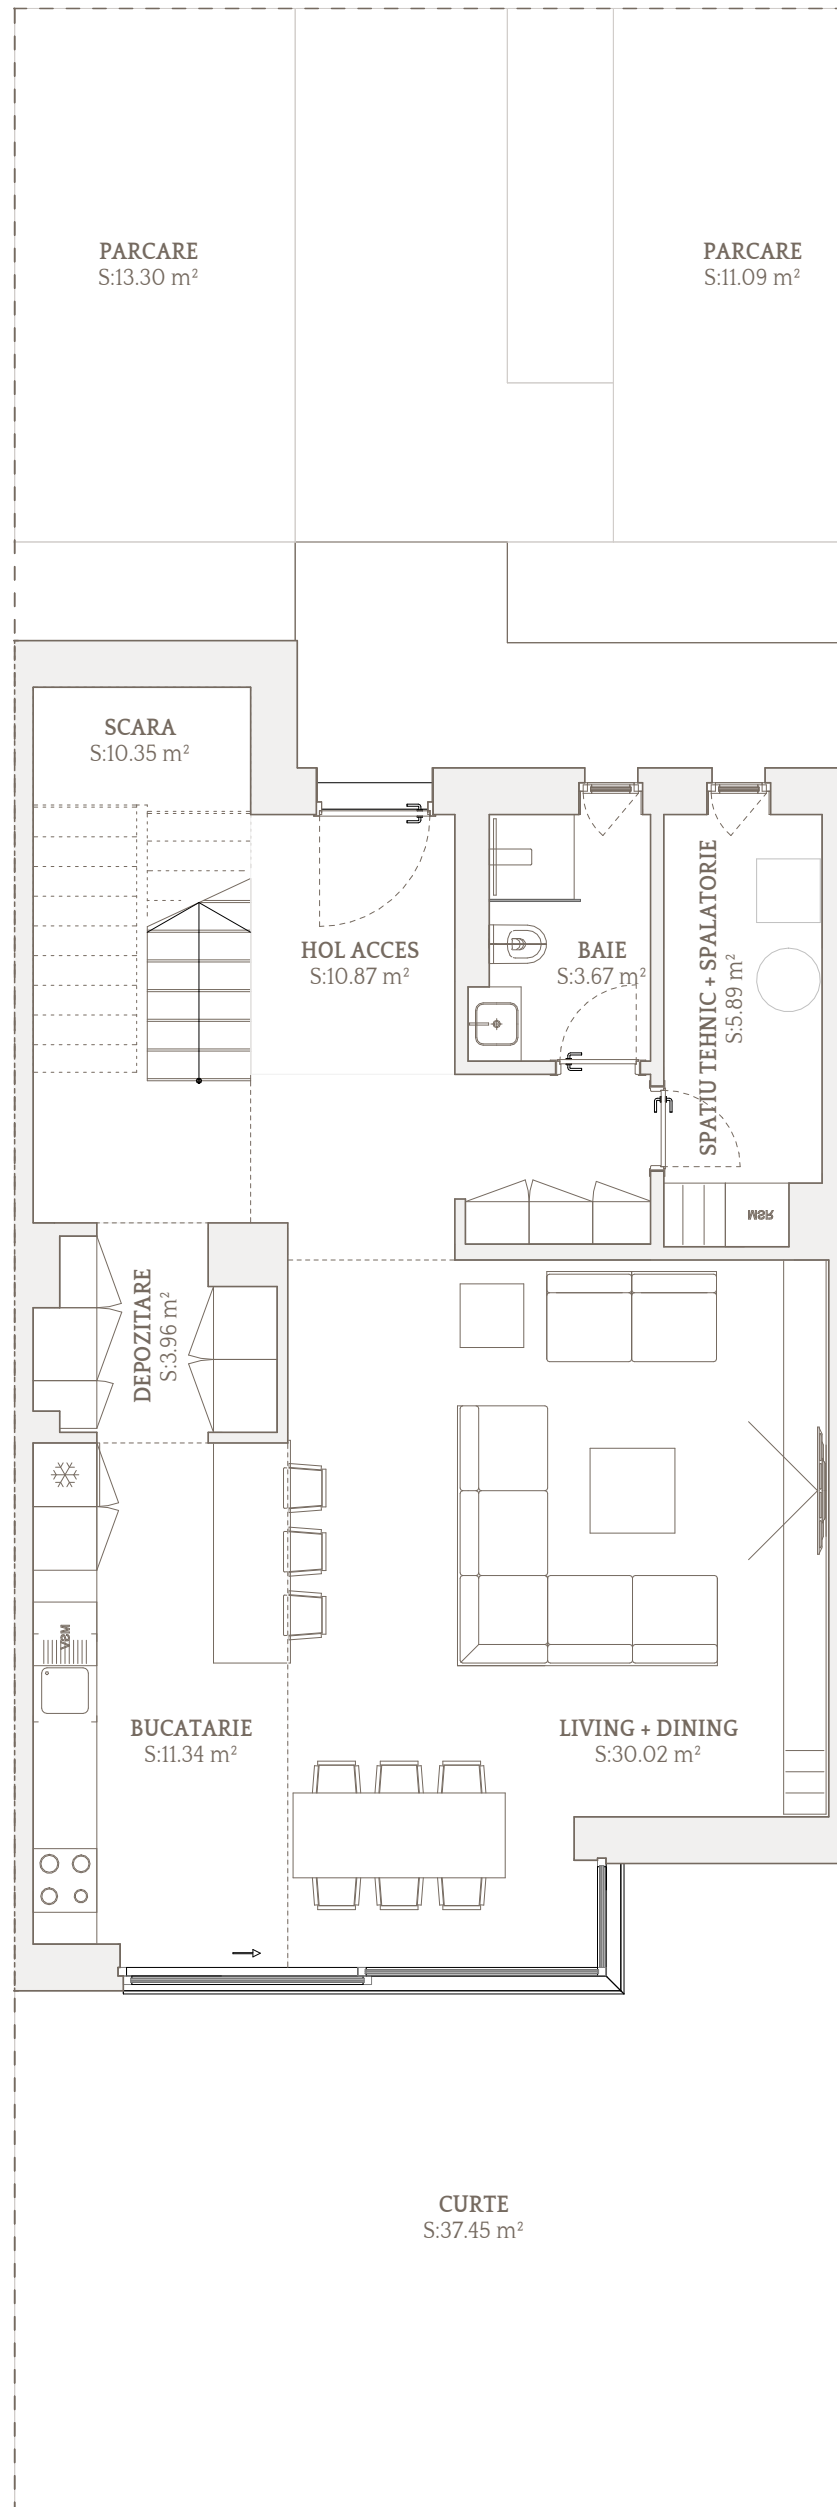 PARCARE
S:13.30 m²
PARCARE
S:11.09 m²
SCARA
S:10.35 m²
HOL ACCES
S:10.87 m²
BAIE
S:3.67 m²
SPATIU TEHNIC + SPALATORIE
S:5.89 m²
MSR
DEPOZITARE
S:3.96 m²
VSM
BUCATARIE
S:11.34 m²
LIVING + DINING
S:30.02 m²
CURTE
S:37.45 m²